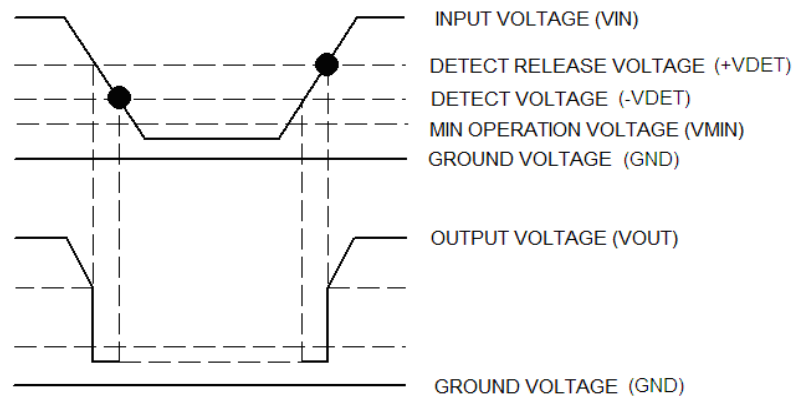 INPUT VOLTAGE (VIN)
DETECT RELEASE VOLTAGE (+VDET)
DETECT VOLTAGE (-VDET)
MIN OPERATION VOLTAGE (VMIN)
GROUND VOLTAGE (GND)
OUTPUT VOLTAGE (VOUT)
GROUND VOLTAGE (GND)